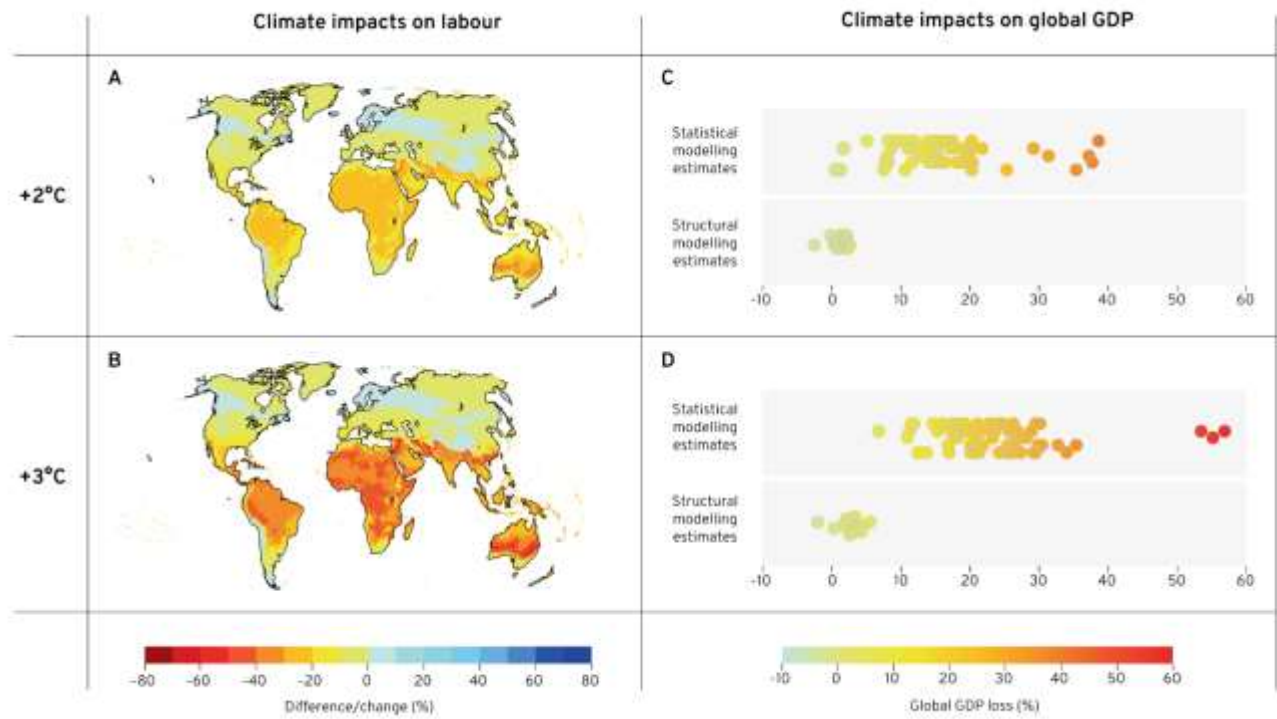 Climate impacts on labour
Climate impacts on global GDP
+2°C
A
C
Statistical
modelling
estimates
Structural
modelling
estimates
-10 0 10 20 30 40 50 60
+3°C
B
D
Statistical
modelling
estimates
Structural
modelling
estimates
-10 0 10 20 30 40 50 60
-80 -60 -40 -20 0 20 40 60 80
Difference/change (%)
-10 0 10 20 30 40 50 60
Global GDP loss (%)